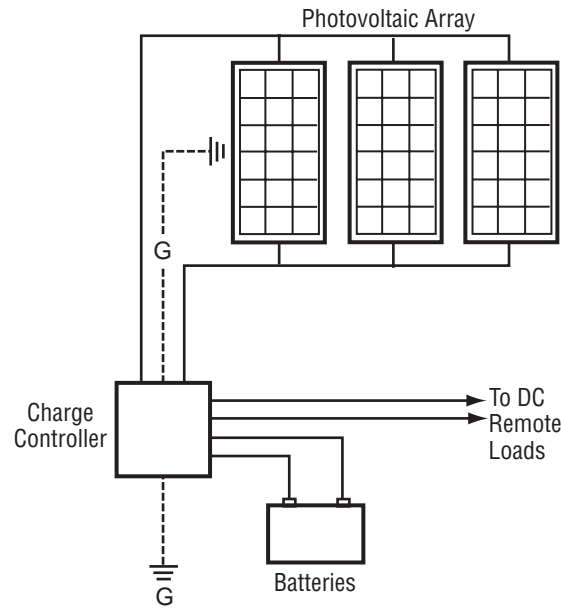 Photovoltaic Array
G
Charge
Controller
To DC
Remote
Loads
Batteries
G